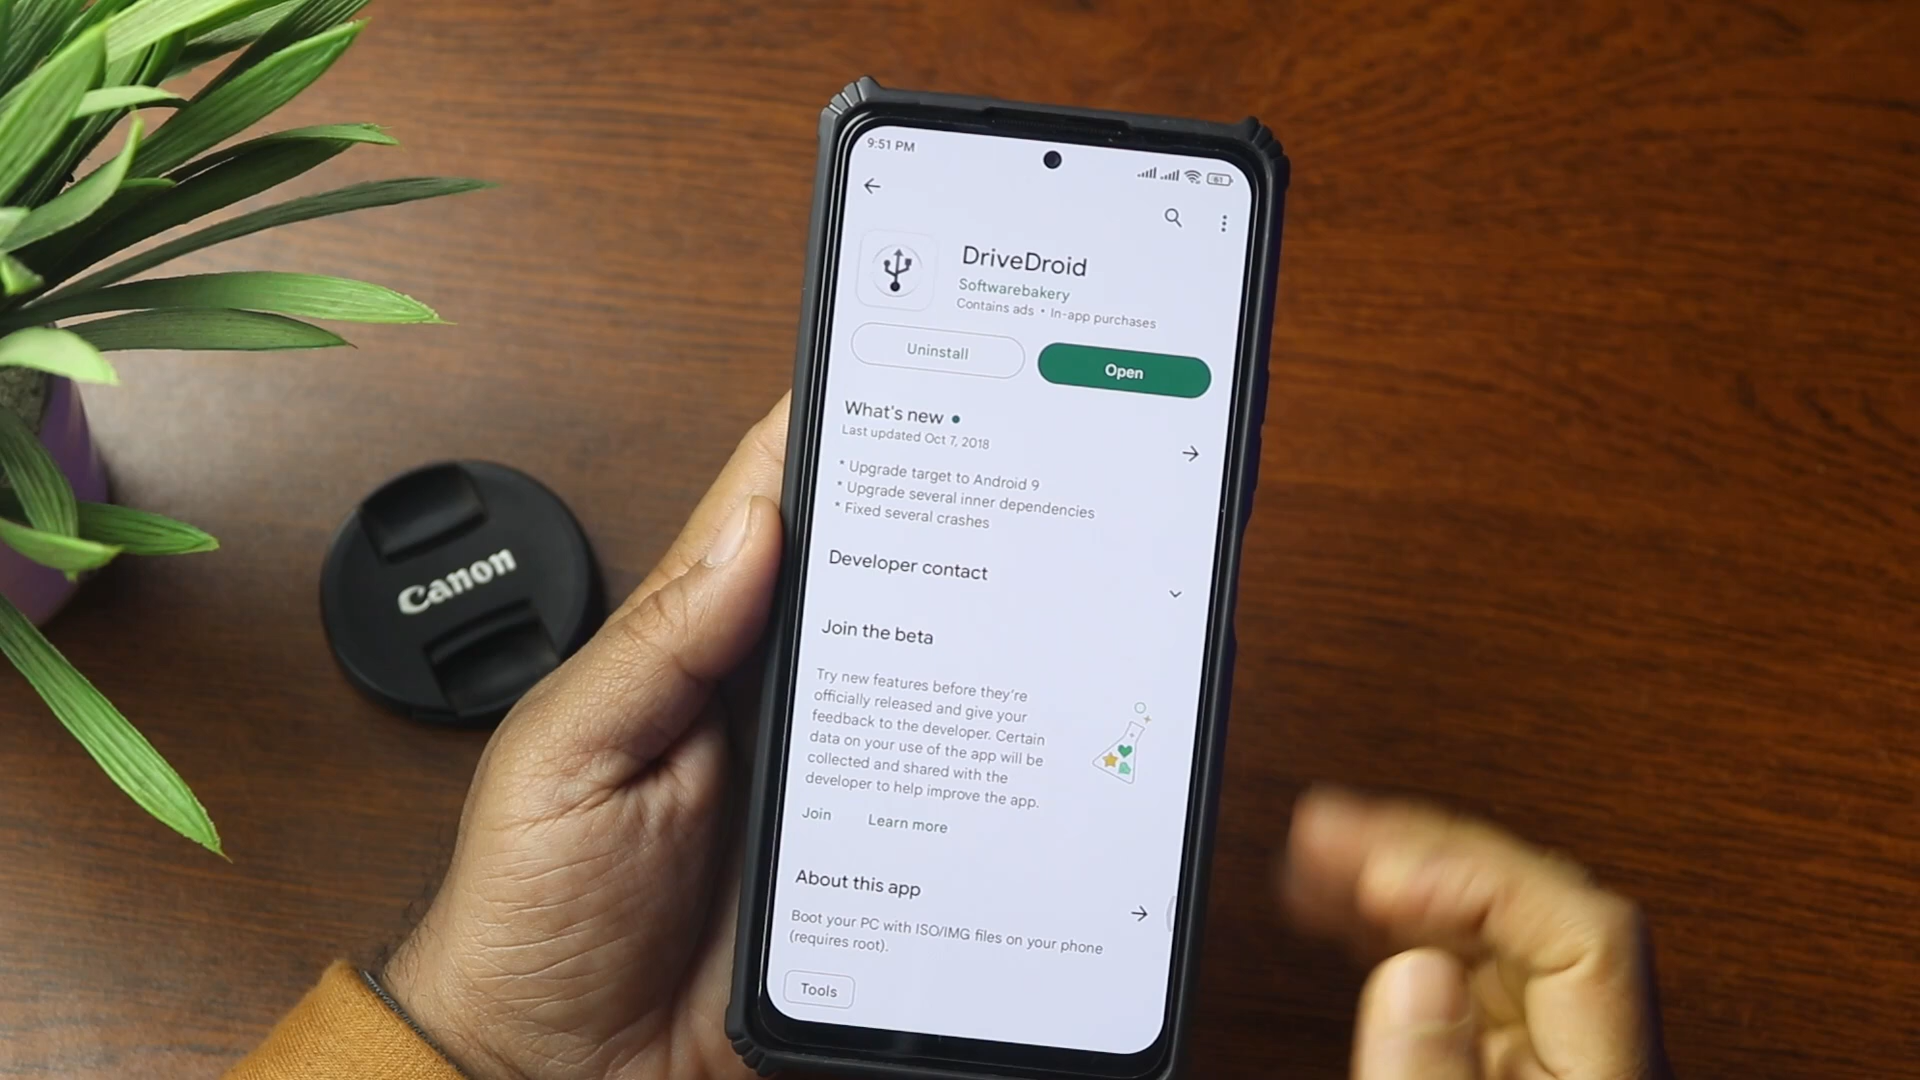 9:51 PM
61
DriveDroid
Softwarebakery
Contains ads • In-app purchases
Uninstall
Open
What's new •
Last updated Oct 7, 2018
* Upgrade target to Android 9
* Upgrade several inner dependencies
* Fixed several crashes
Developer contact
Join the beta
Try new features before they're
officially released and give your
feedback to the developer. Certain
data on your use of the app will be
collected and shared with the
developer to help improve the app.
Join
Learn more
About this app
Boot your PC with ISO/IMG files on your phone
(requires root).
Tools
Canon